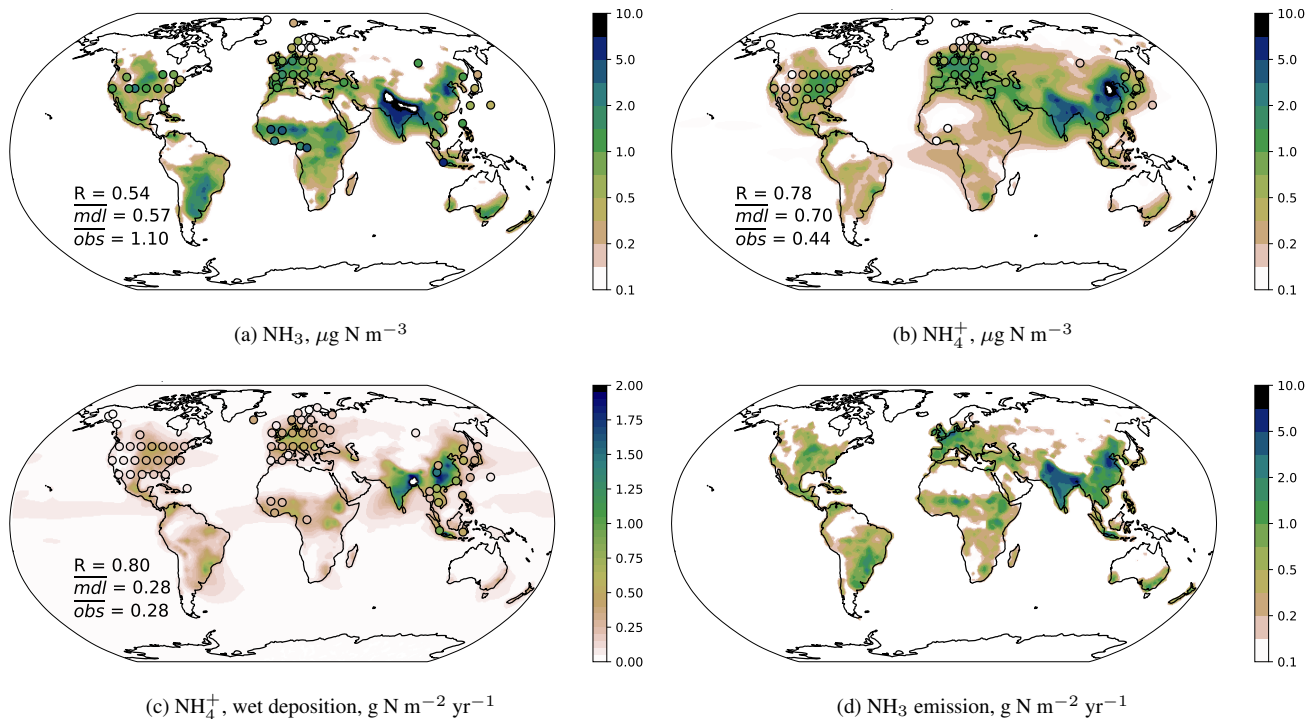 10.0
5.0
2.0
1.0
0.5
0.2
0.1
R = 0.54
mdl = 0.57
obs = 1.10
(a) NH₃, μg N m⁻³
10.0
5.0
2.0
1.0
0.5
0.2
0.1
R = 0.78
mdl = 0.70
obs = 0.44
(b) NH₄⁺, μg N m⁻³
2.00
1.75
1.50
1.25
1.00
0.75
0.50
0.25
0.00
R = 0.80
mdl = 0.28
obs = 0.28
(c) NH₄⁺, wet deposition, g N m⁻² yr⁻¹
10.0
5.0
2.0
1.0
0.5
0.2
0.1
(d) NH₃ emission, g N m⁻² yr⁻¹